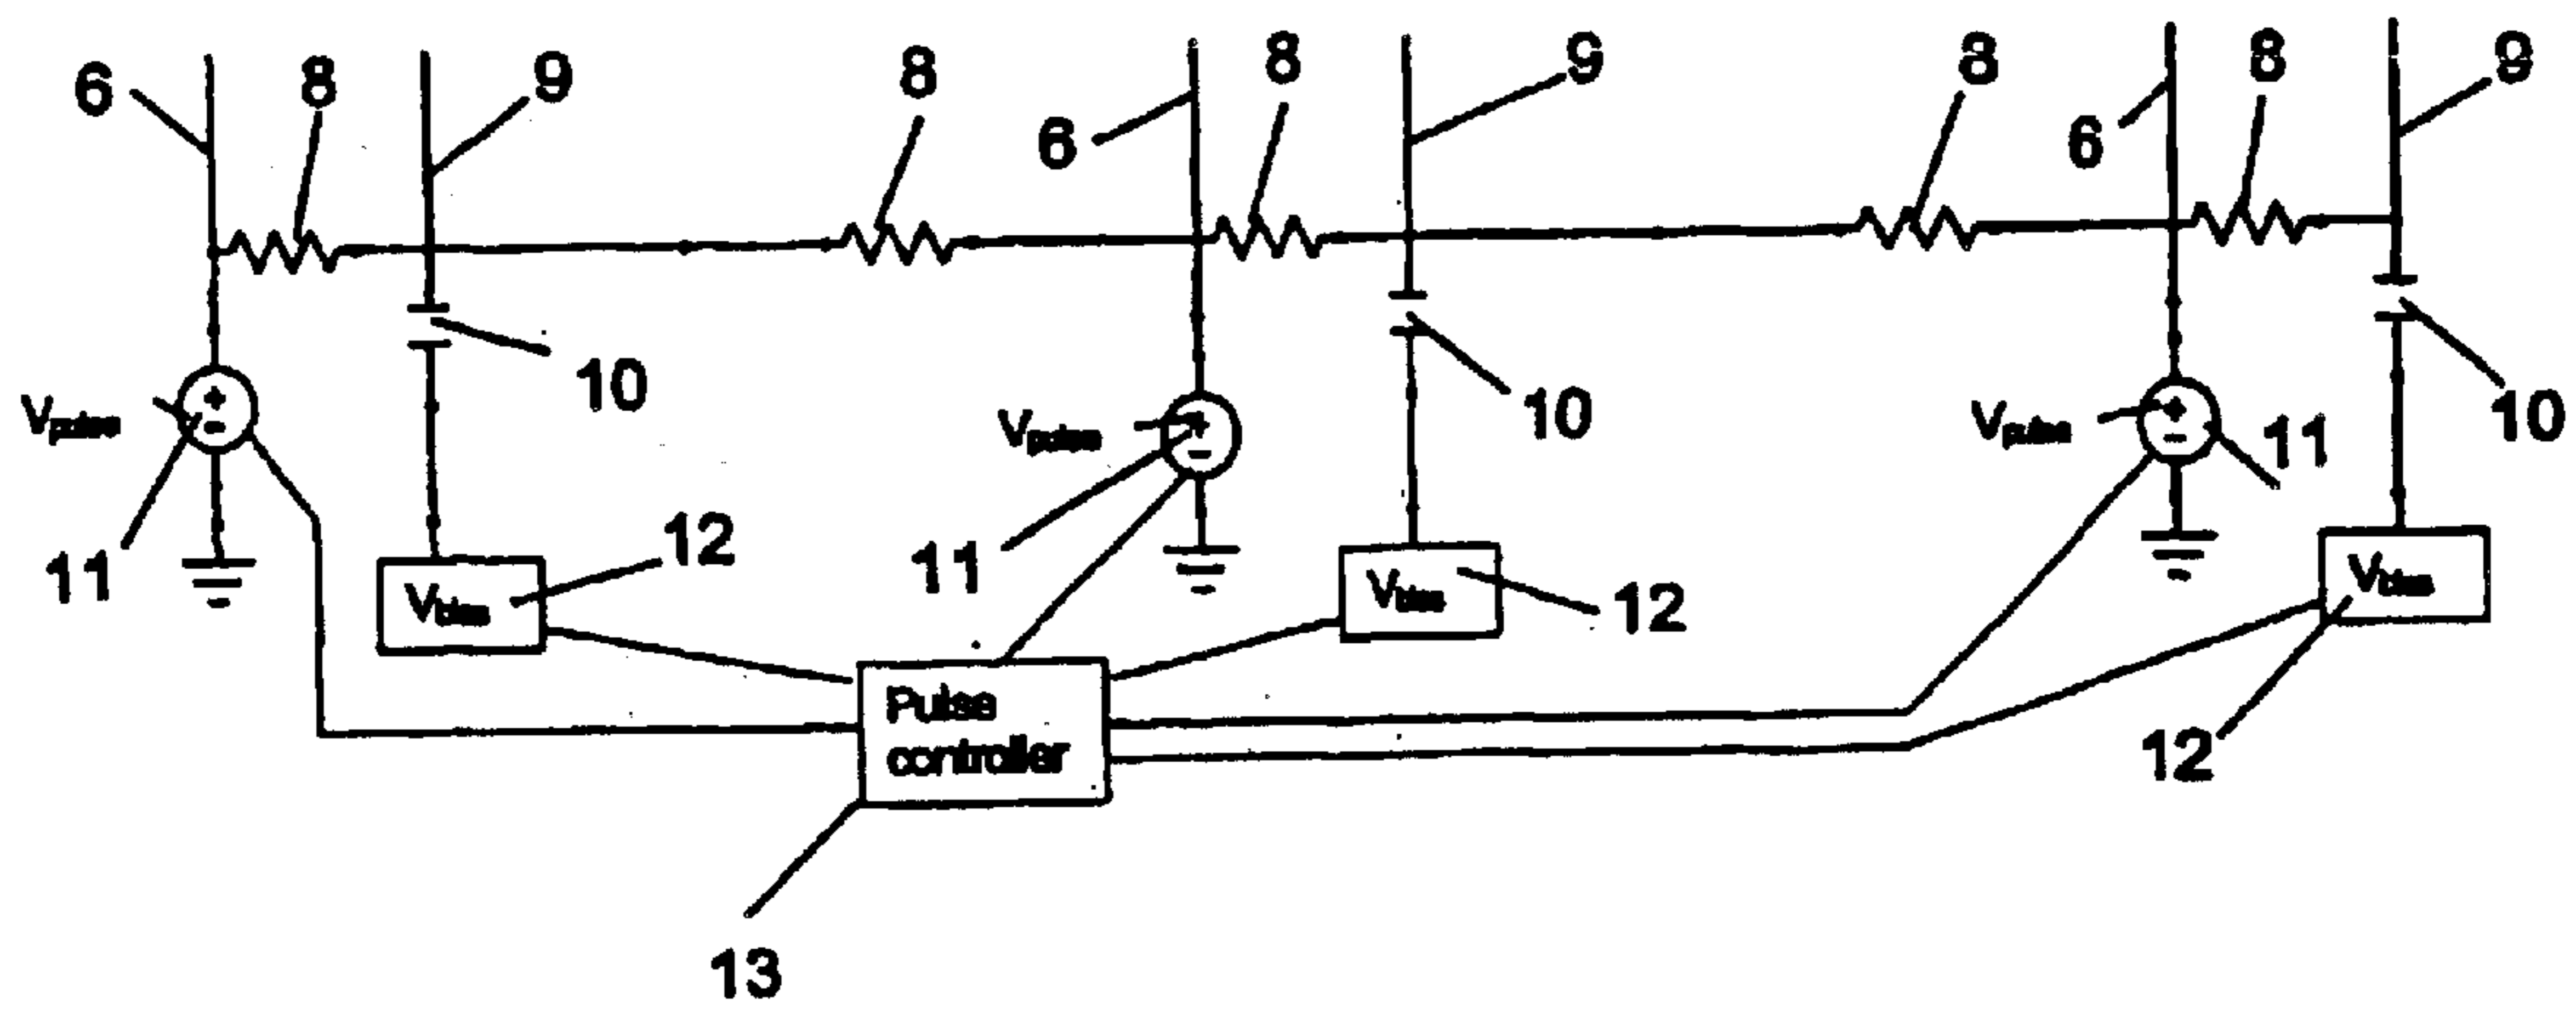 6 8 9 8 8 9 8 8 9
6 6
10 10 10
Vpulse Vpulse Vpulse 11
11 12 11 12
Vbias Vbias Vbias
Pulse
controller
12
13